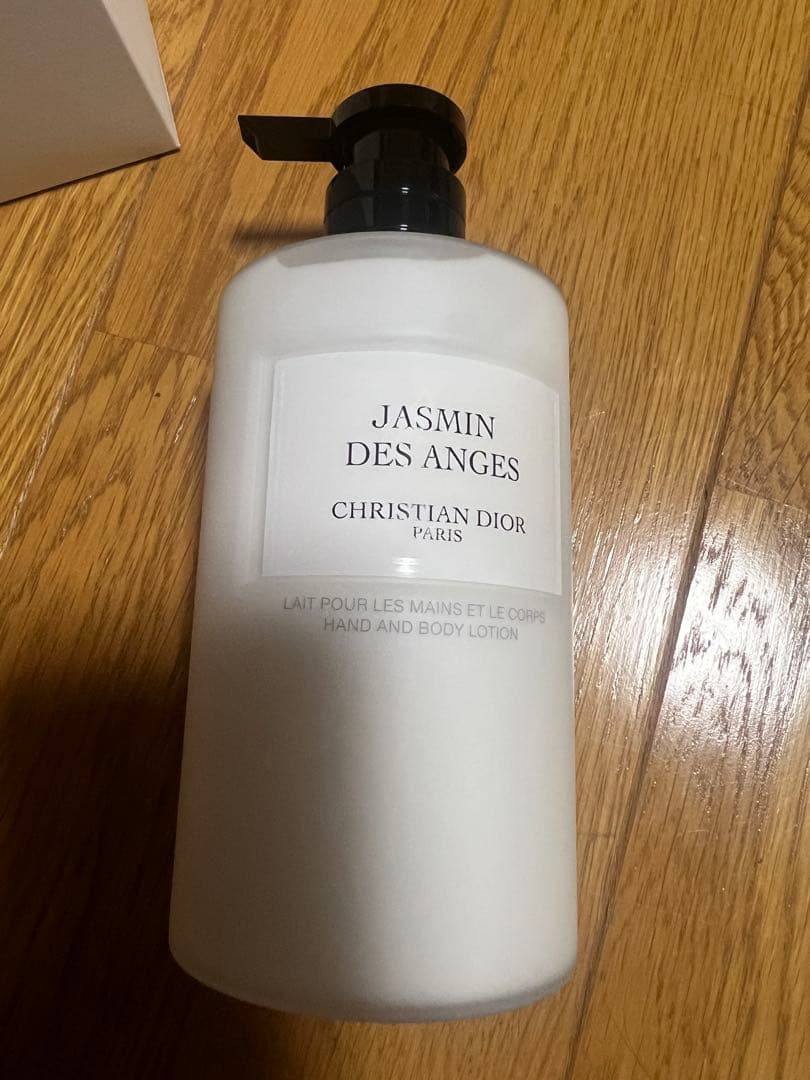 JASMIN
DES ANGES
CHRISTIAN DIOR
PARIS
LAIT POUR LES MAINS ET LE CORPS
HAND AND BODY LOTION